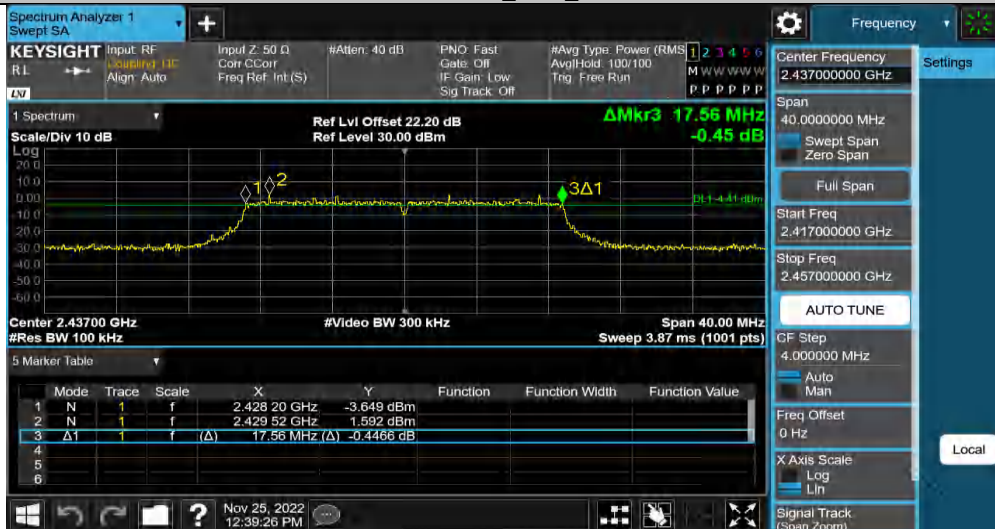 Spectrum Analyzer 1
Swept SA
+
Frequency
KEYSIGHT
RL
LNI
Input: RF
Coupling: DC
Align: Auto
Input Z: 50 Ω
Corr CCorr
Freq Ref: Int (S)
#Atten: 40 dB
PNO: Fast
Gate: Off
IF Gain: Low
Sig Track: Off
#Avg Type: Power (RMS
Avg|Hold: 100/100
Trig: Free Run
1 2 3 4 5 6
M W W W W W
P P P P P P
1 Spectrum
Scale/Div 10 dB
Ref Lvl Offset 22.20 dB
Ref Level 30.00 dBm
ΔMkr3 17.56 MHz
-0.45 dB
Log
20.0
10.0
0.00
-10.0
-20.0
-30.0
-40.0
-50.0
-60.0
1
2
3Δ1
DL1 -4.41 dBm
Center 2.43700 GHz
#Res BW 100 kHz
#Video BW 300 kHz
Span 40.00 MHz
Sweep 3.87 ms (1001 pts)
5 Marker Table
Mode Trace Scale X Y Function Function Width Function Value
1 N 1 f 2.428 20 GHz -3.649 dBm
2 N 1 f 2.429 52 GHz 1.592 dBm
3 Δ1 1 f (Δ) 17.56 MHz (Δ) -0.4466 dB
4
5
6
?
Nov 25, 2022
12:39:26 PM
Center Frequency
2.437000000 GHz
Span
40.0000000 MHz
Swept Span
Zero Span
Full Span
Start Freq
2.417000000 GHz
Stop Freq
2.457000000 GHz
AUTO TUNE
CF Step
4.000000 MHz
Auto
Man
Freq Offset
0 Hz
X Axis Scale
Log
Lin
Signal Track
(Span Zoom)
Settings
Local